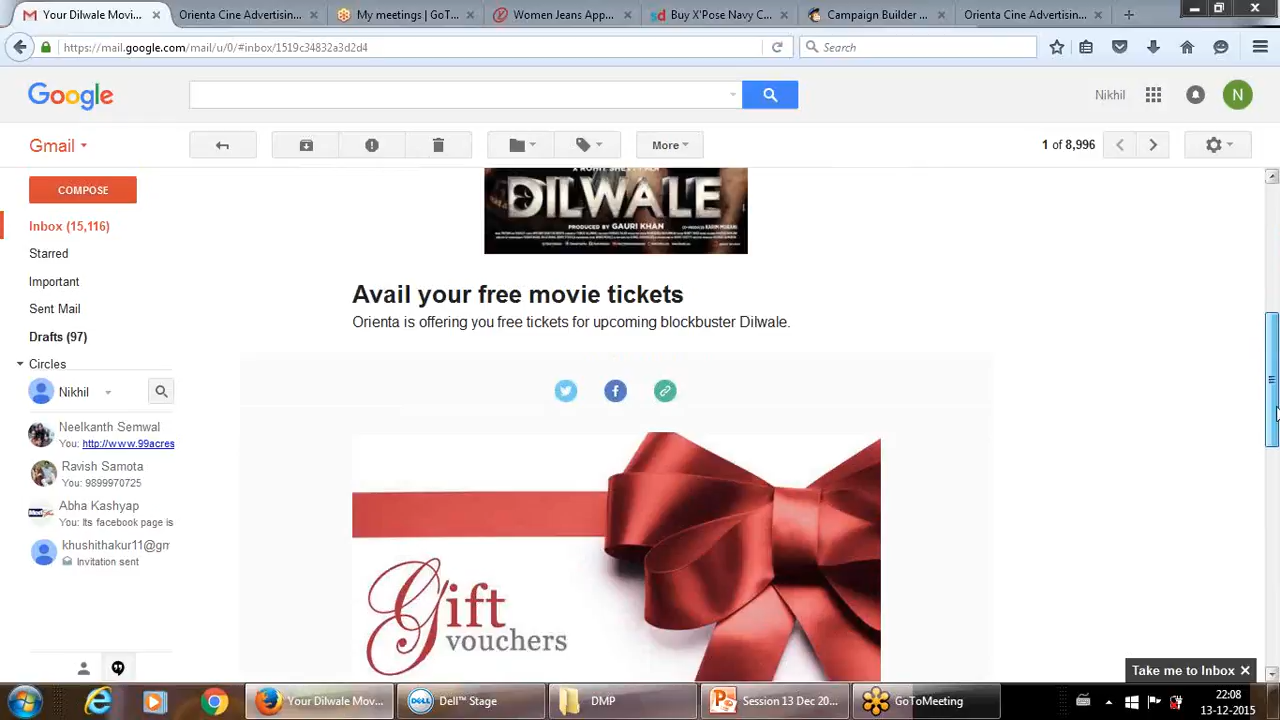 Your Dilwale Movi...
Orienta Cine Advertising...
My meetings | GoT...
Women Jeans App...
Buy X'Pose Navy C...
Campaign Builder ...
Orienta Cine Advertisin...
https://mail.google.com/mail/u/0/#inbox/1519c34832a3d2d4
Search
Google
Nikhil
N
Gmail
More
1 of 8,996
COMPOSE
Inbox (15,116)
Starred
Important
Sent Mail
Drafts (97)
Circles
Nikhil
Neelkanth Semwal
You: http://www.99acres
Ravish Samota
You: 9899970725
Abha Kashyap
You: Its facebook page is
khushithakur11@gm
Invitation sent
DILWALE
PRODUCED BY GAURI KHAN
Avail your free movie tickets
Orienta is offering you free tickets for upcoming blockbuster Dilwale.
Gift
vouchers
Take me to Inbox
Your Dilwale Mo...
DELL
Dell™ Stage
DMP
Session 13 Dec 20...
GoToMeeting
22:08
13-12-2015